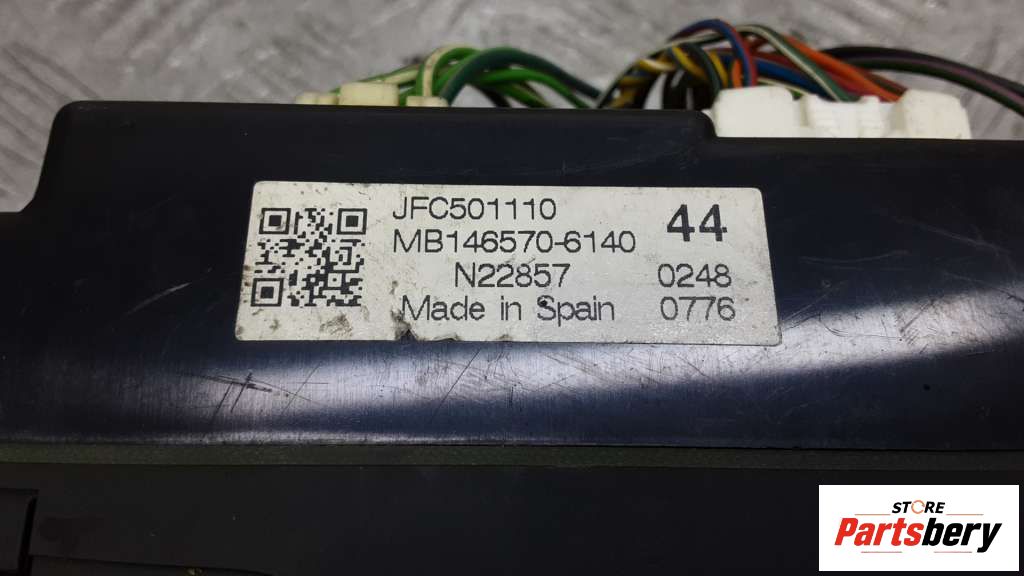 JFC501110
MB146570-6140
44
N22857 0248
Made in Spain 0776
STORE
Partsbery